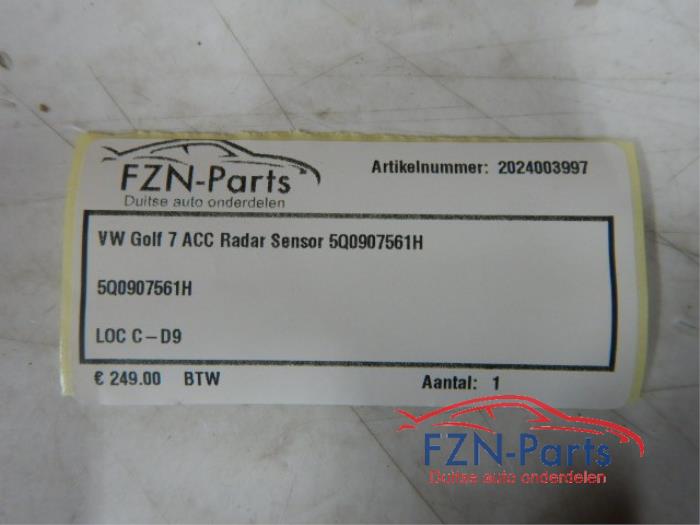 FZN-Parts
Duitse auto onderdelen
Artikelnummer: 2024003997
VW Golf 7 ACC Radar Sensor 5Q0907561H
5Q0907561H
LOC C-D9
€ 249.00 BTW
Aantal: 1
FZN-Parts
Duitse auto onderdelen